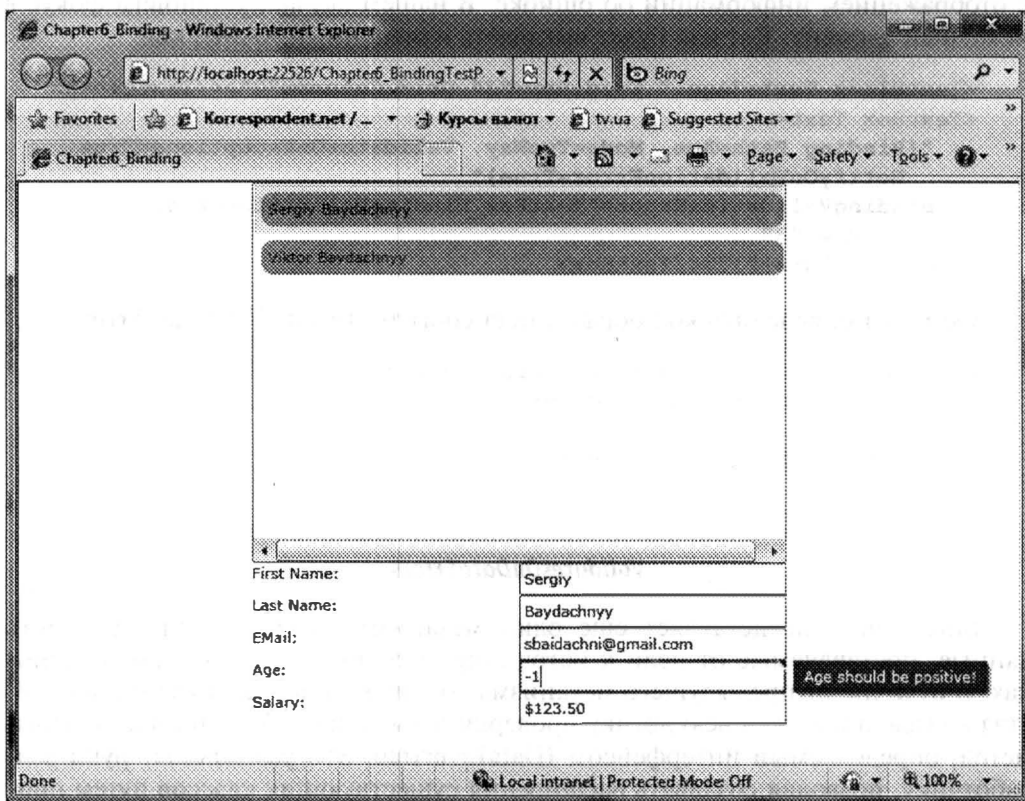 Chapter6_Binding - Windows Internet Explorer
http://localhost:22526/Chapter6_BindingTestP
Bing
Favorites Korrespondent.net / ... Курсы валют tv.ua Suggested Sites
Chapter6_Binding Page Safety Tools
Sergiy Baydachnyy
Viktor Baydachnyy
First Name: Sergiy
Last Name: Baydachnyy
EMail: sbaidachni@gmail.com
Age: -1 Age should be positive!
Salary: $123.50
Done Local intranet | Protected Mode: Off 100%